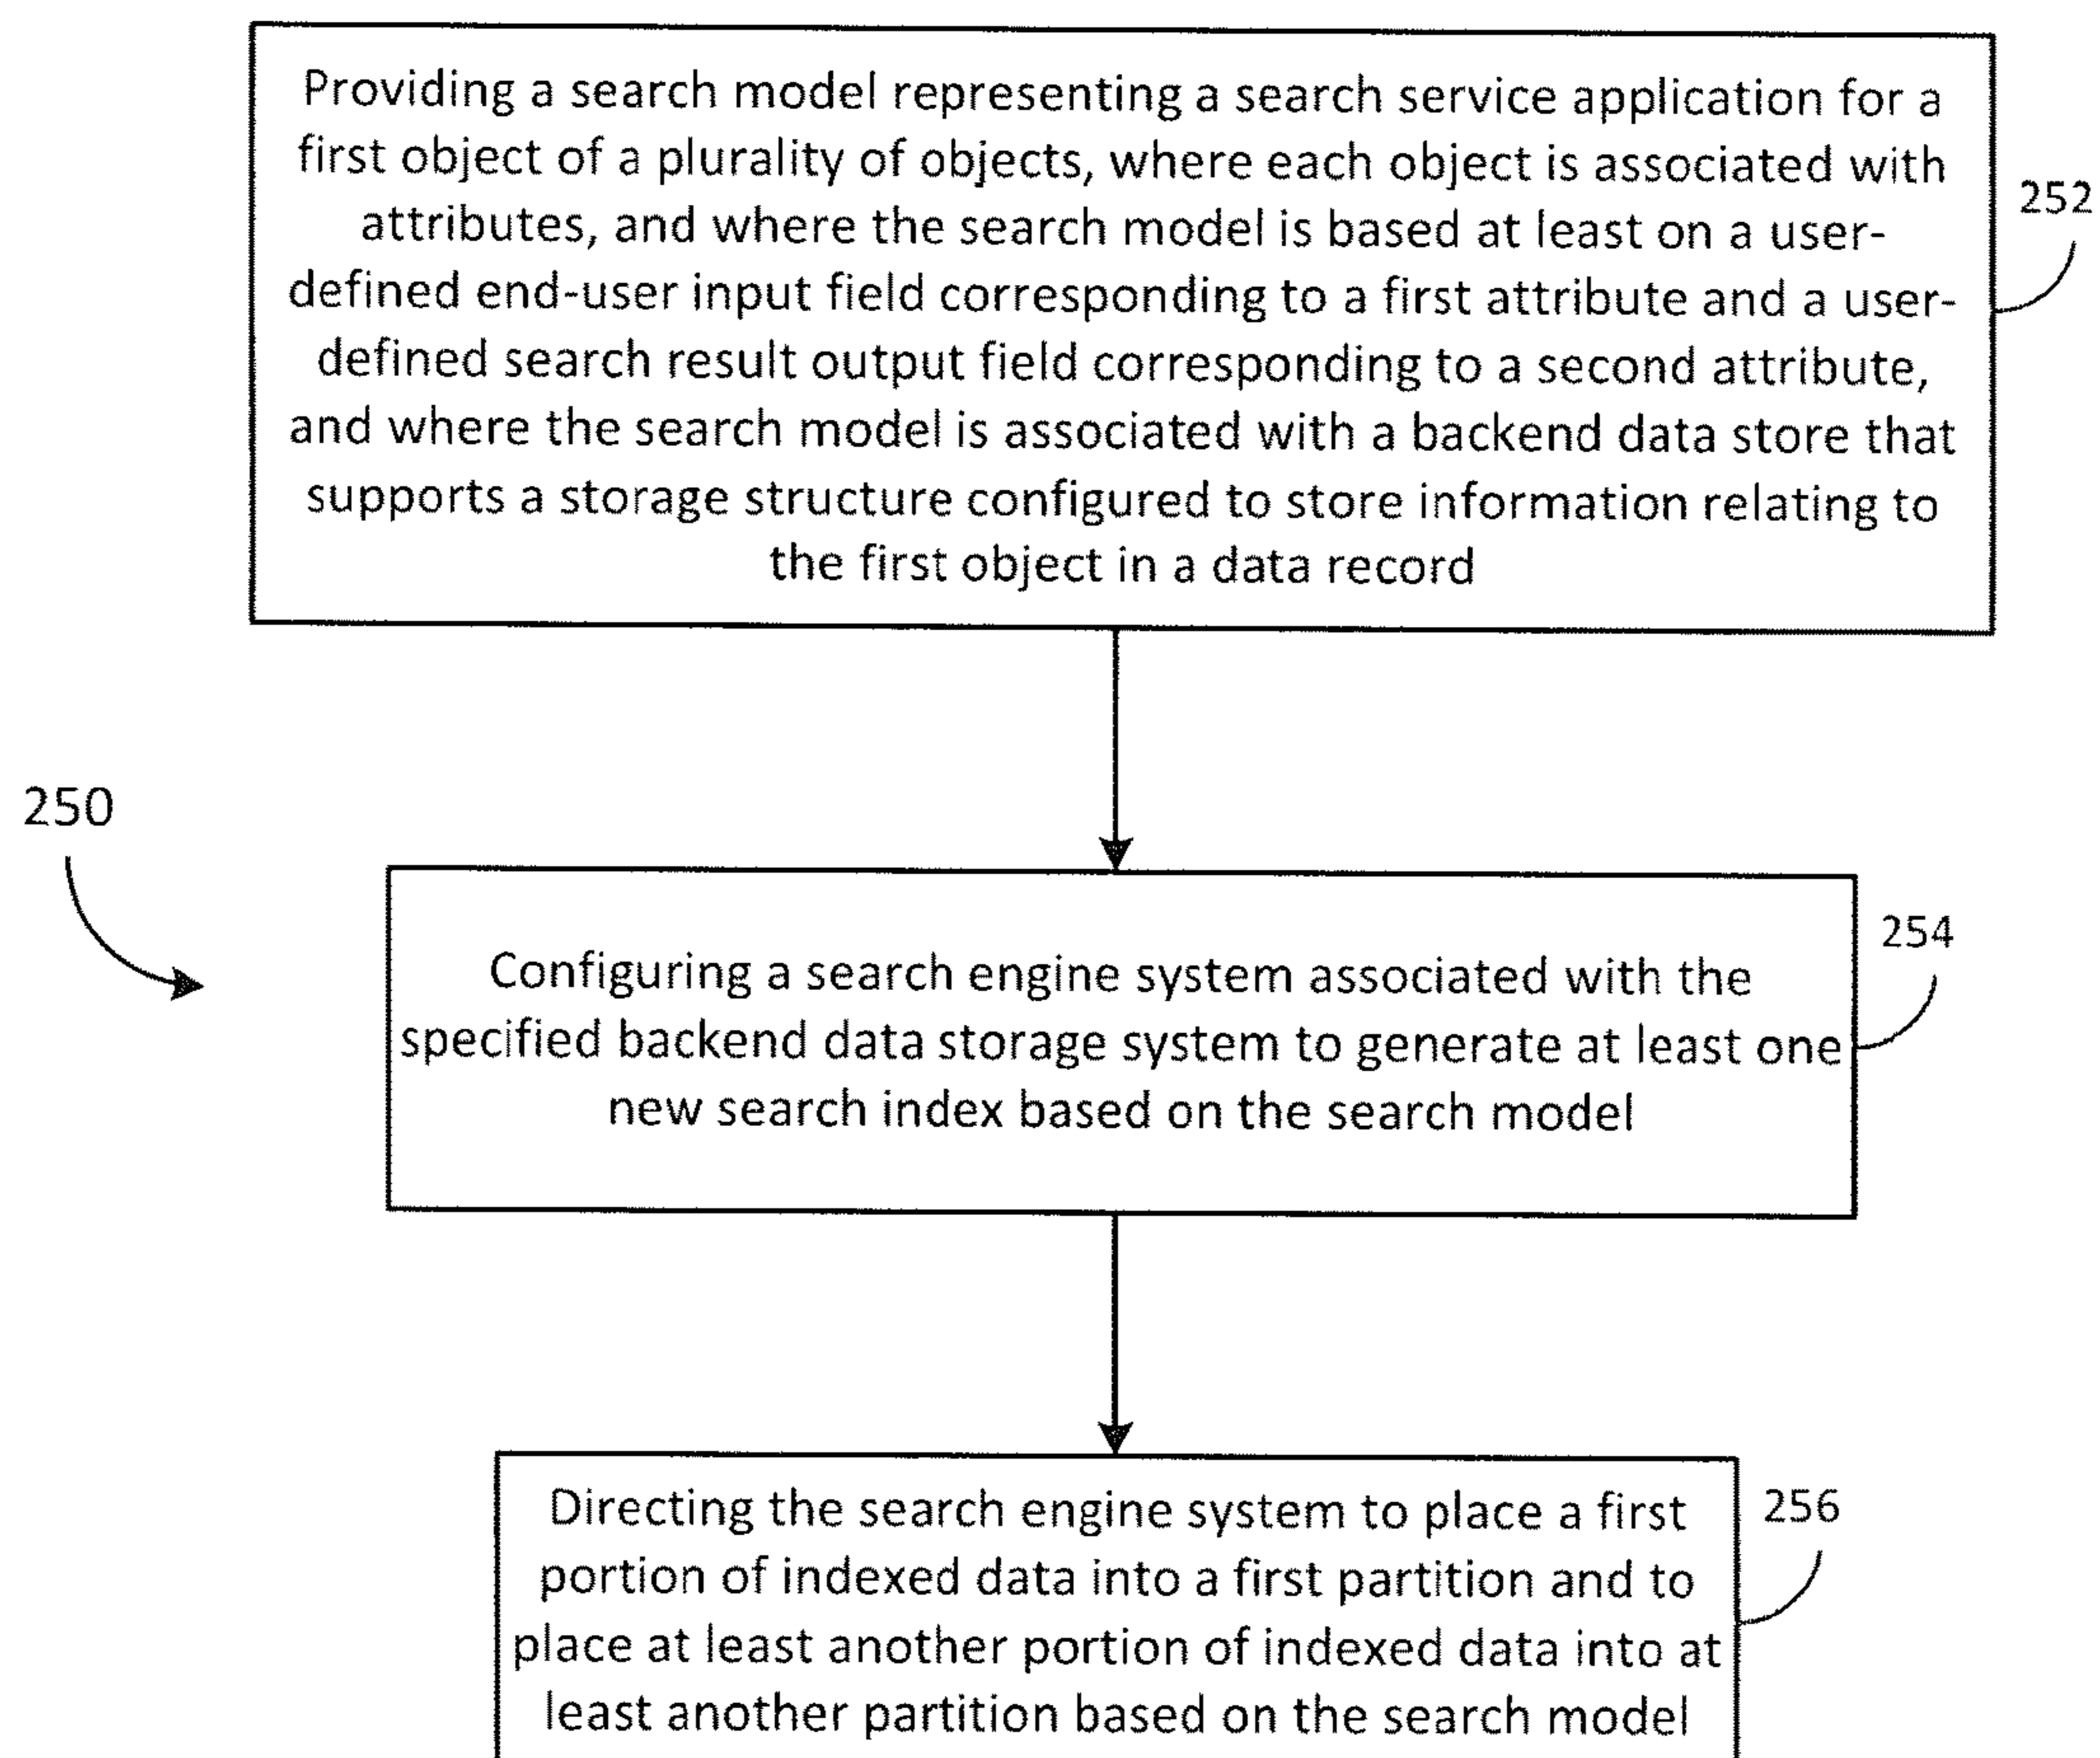 Providing a search model representing a search service application for a
first object of a plurality of objects, where each object is associated with
attributes, and where the search model is based at least on a user-
defined end-user input field corresponding to a first attribute and a user-
defined search result output field corresponding to a second attribute,
and where the search model is associated with a backend data store that
supports a storage structure configured to store information relating to
the first object in a data record
252
250
Configuring a search engine system associated with the
specified backend data storage system to generate at least one
new search index based on the search model
254
Directing the search engine system to place a first
portion of indexed data into a first partition and to
place at least another portion of indexed data into at
least another partition based on the search model
256